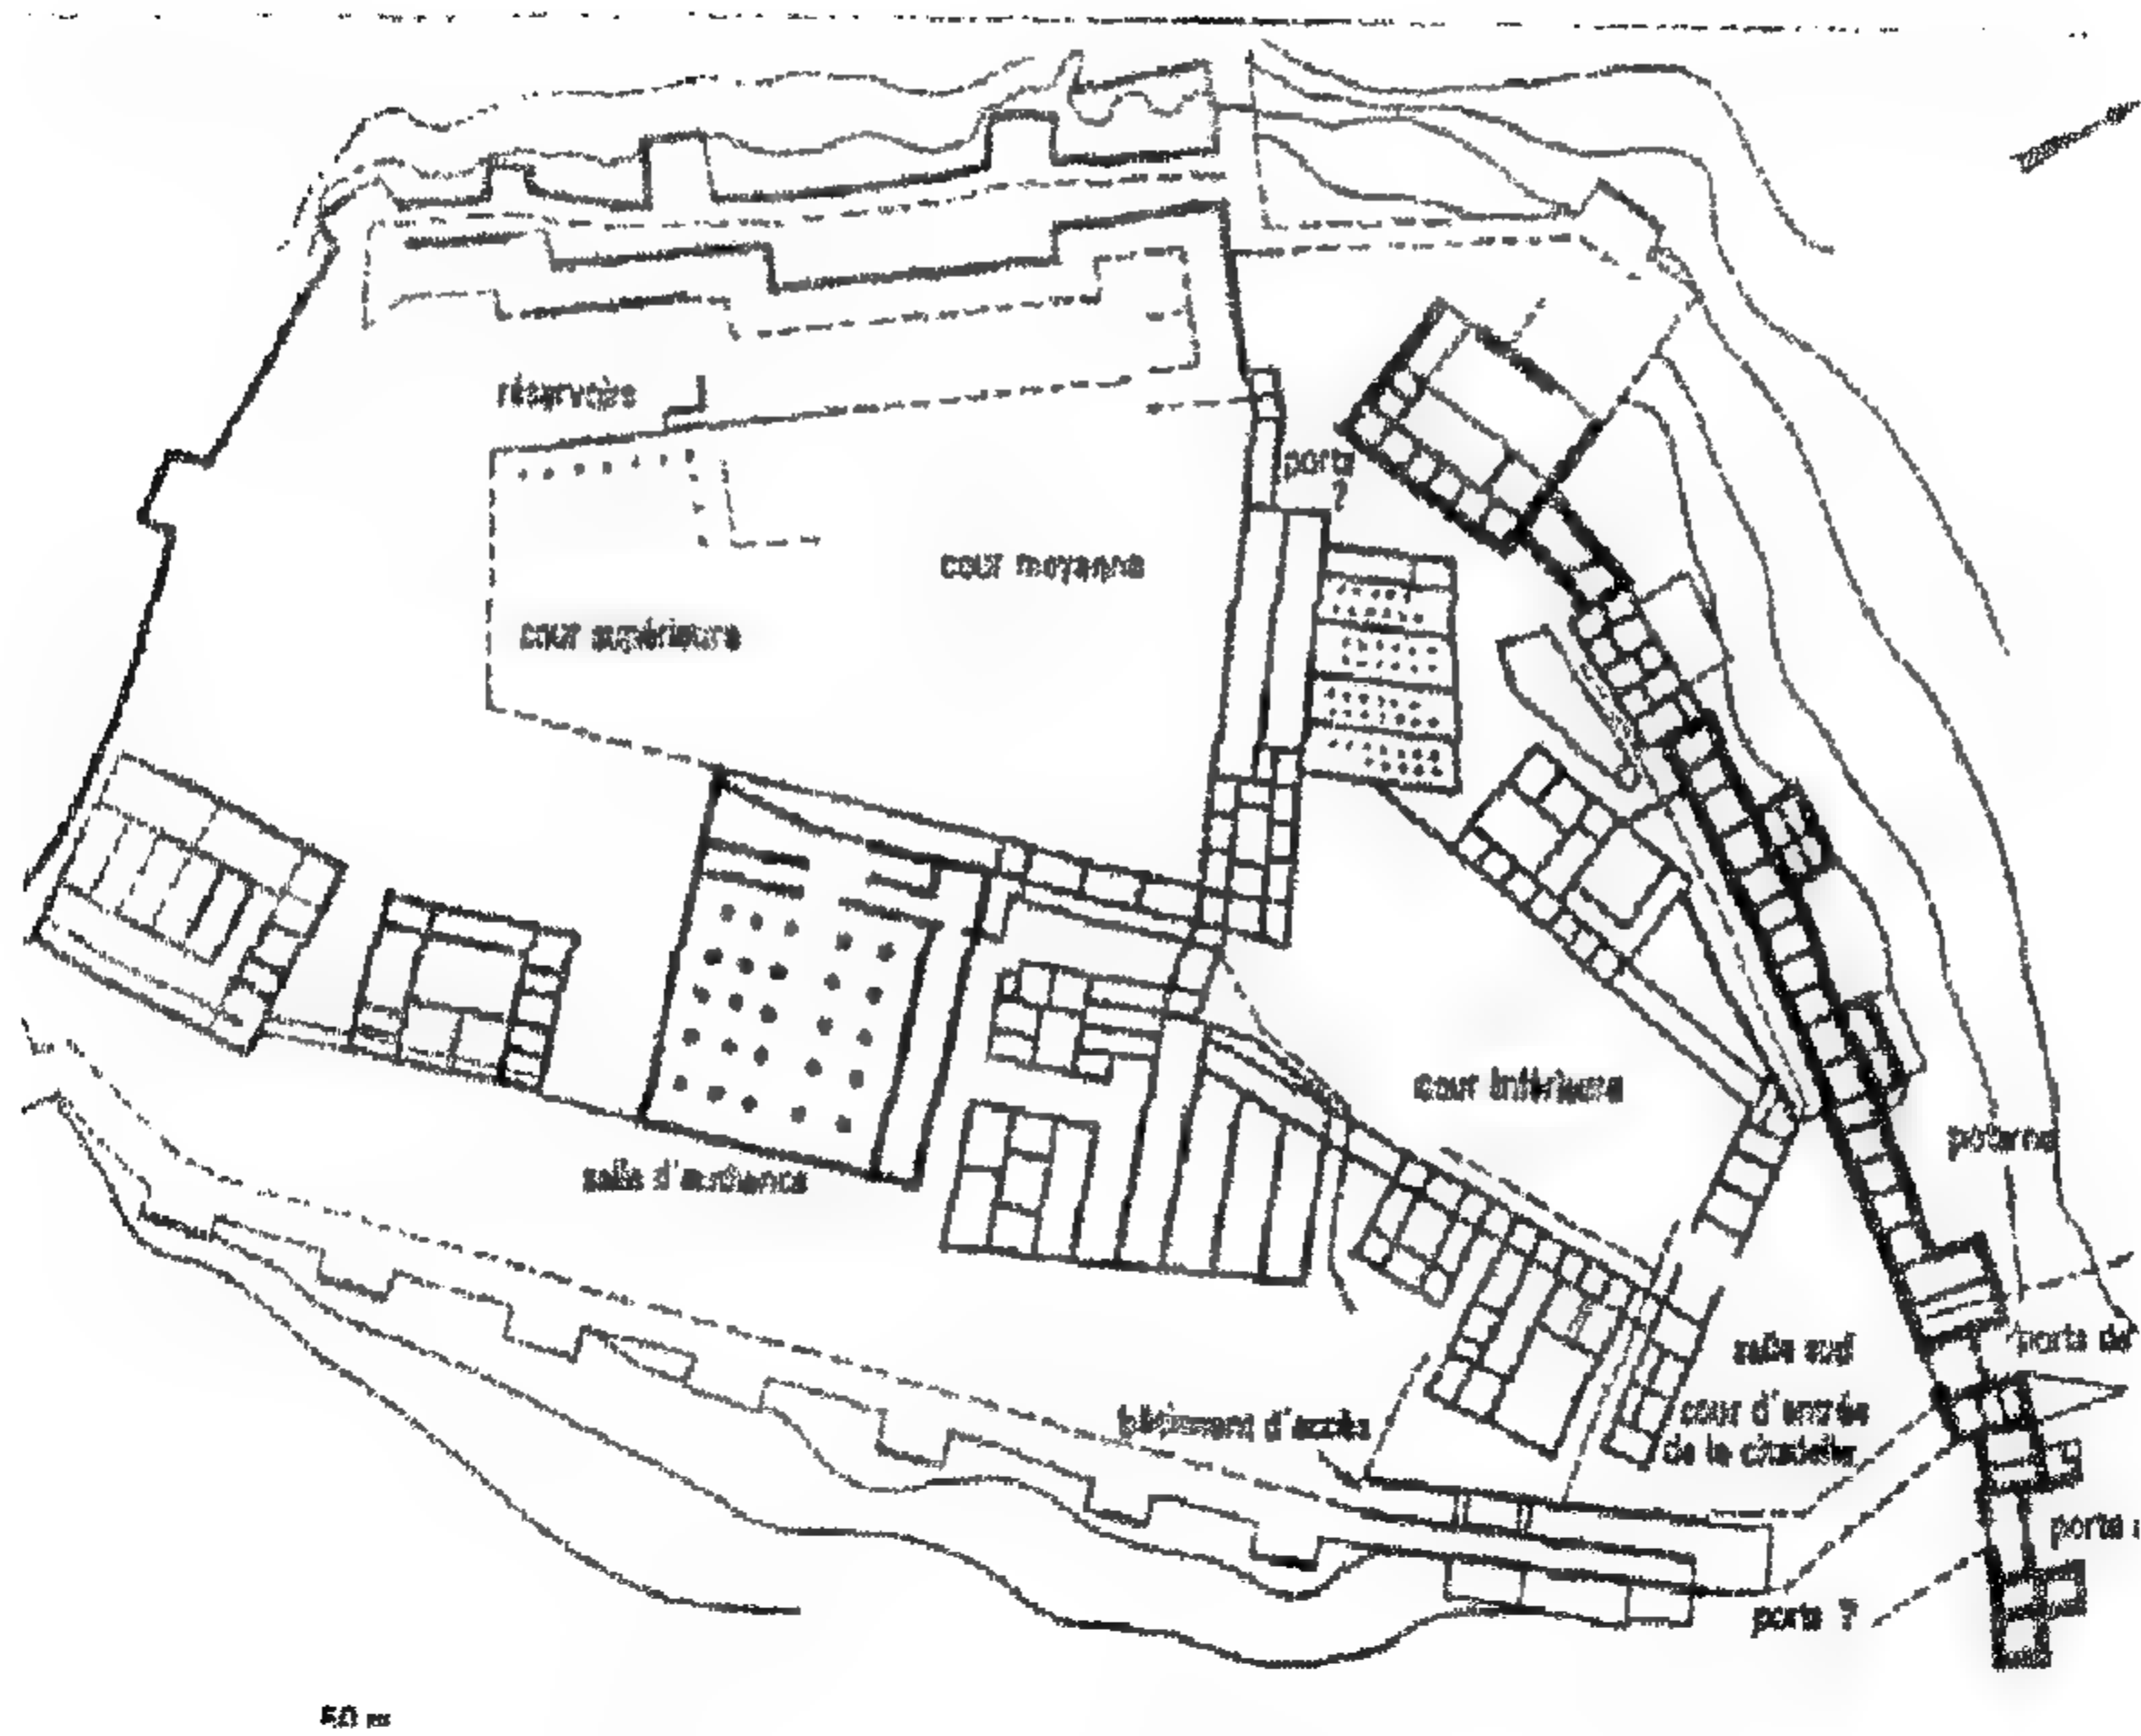 porte
?
cour moyenne
cour supérieure
cour inférieure
poterne
salle d'audience
porte de
salle sud
bâtiment d'accès
cour d'entrée
de la citadelle
porte
porte ?
50 m